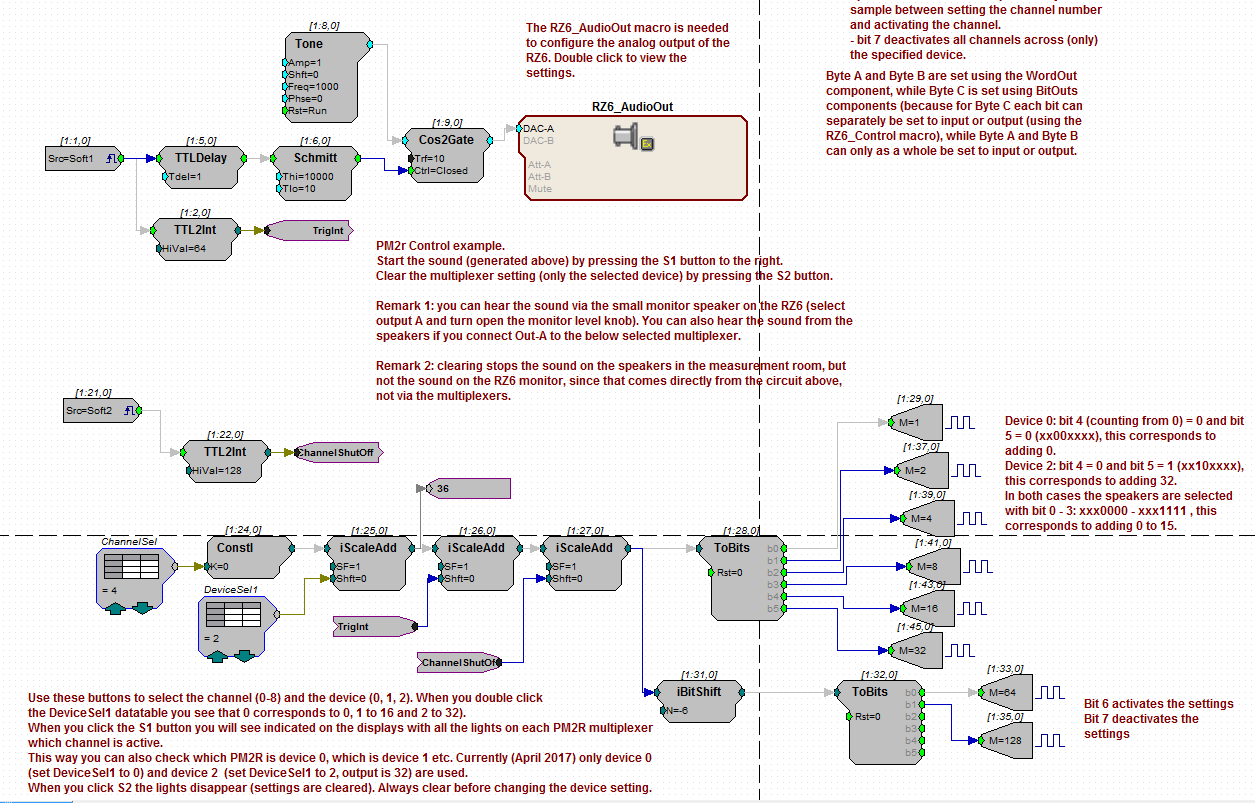 sample between setting the channel number
and activating the channel.
- bit 7 deactivates all channels across (only)
the specified device.
Byte A and Byte B are set using the WordOut
component, while Byte C is set using BitOuts
components (because for Byte C each bit can
separately be set to input or output (using the
RZ6_Control macro), while Byte A and Byte B
can only as a whole be set to input or output.
The RZ6_AudioOut macro is needed
to configure the analog output of the
RZ6. Double click to view the
settings.
[1:8,0]
Tone
Amp=1
Shft=0
Freq=1000
Phse=0
Rst=Run
RZ6_AudioOut
DAC-A
DAC-B
Att-A
Att-B
Mute
[1:1,0]
Src=Soft1
[1:5,0]
TTLDelay
Tdel=1
[1:6,0]
Schmitt
Thi=10000
Tlo=10
[1:9,0]
Cos2Gate
Trf=10
Ctrl=Closed
[1:2,0]
TTL2Int
HiVal=64
TrigInt
PM2r Control example.
Start the sound (generated above) by pressing the S1 button to the right.
Clear the multiplexer setting (only the selected device) by pressing the S2 button.
Remark 1: you can hear the sound via the small monitor speaker on the RZ6 (select
output A and turn open the monitor level knob). You can also hear the sound from the
speakers if you connect Out-A to the below selected multiplexer.
Remark 2: clearing stops the sound on the speakers in the measurement room, but
not the sound on the RZ6 monitor, since that comes directly from the circuit above,
not via the multiplexers.
[1:21,0]
Src=Soft2
[1:22,0]
TTL2Int
HiVal=128
ChannelShutOff
36
[1:29,0]
M=1
[1:37,0]
M=2
[1:39,0]
M=4
[1:41,0]
M=8
[1:43,0]
M=16
[1:45,0]
M=32
Device 0: bit 4 (counting from 0) = 0 and bit
5 = 0 (xx00xxxx), this corresponds to
adding 0.
Device 2: bit 4 = 0 and bit 5 = 1 (xx10xxxx),
this corresponds to adding 32.
In both cases the speakers are selected
with bit 0 - 3: xxx0000 - xxx1111 , this
corresponds to adding 0 to 15.
ChannelSel
= 4
[1:24,0]
ConstI
K=0
DeviceSel1
= 2
[1:25,0]
iScaleAdd
SF=1
Shft=0
[1:26,0]
iScaleAdd
SF=1
Shft=0
[1:27,0]
iScaleAdd
SF=1
Shft=0
TrigInt
ChannelShutOff
[1:28,0]
ToBits
Rst=0
b0
b1
b2
b3
b4
b5
[1:31,0]
iBitShift
N=-6
[1:32,0]
ToBits
Rst=0
b0
b1
b2
b3
b4
b5
[1:33,0]
M=64
[1:35,0]
M=128
Bit 6 activates the settings
Bit 7 deactivates the
settings
Use these buttons to select the channel (0-8) and the device (0, 1, 2). When you double click
the DeviceSel1 datatable you see that 0 corresponds to 0, 1 to 16 and 2 to 32).
When you click the S1 button you will see indicated on the displays with all the lights on each PM2R multiplexer
which channel is active.
This way you can also check which PM2R is device 0, which is device 1 etc. Currently (April 2017) only device 0
(set DeviceSel1 to 0) and device 2  (set DeviceSel1 to 2, output is 32) are used.
When you click S2 the lights disappear (settings are cleared). Always clear before changing the device setting.